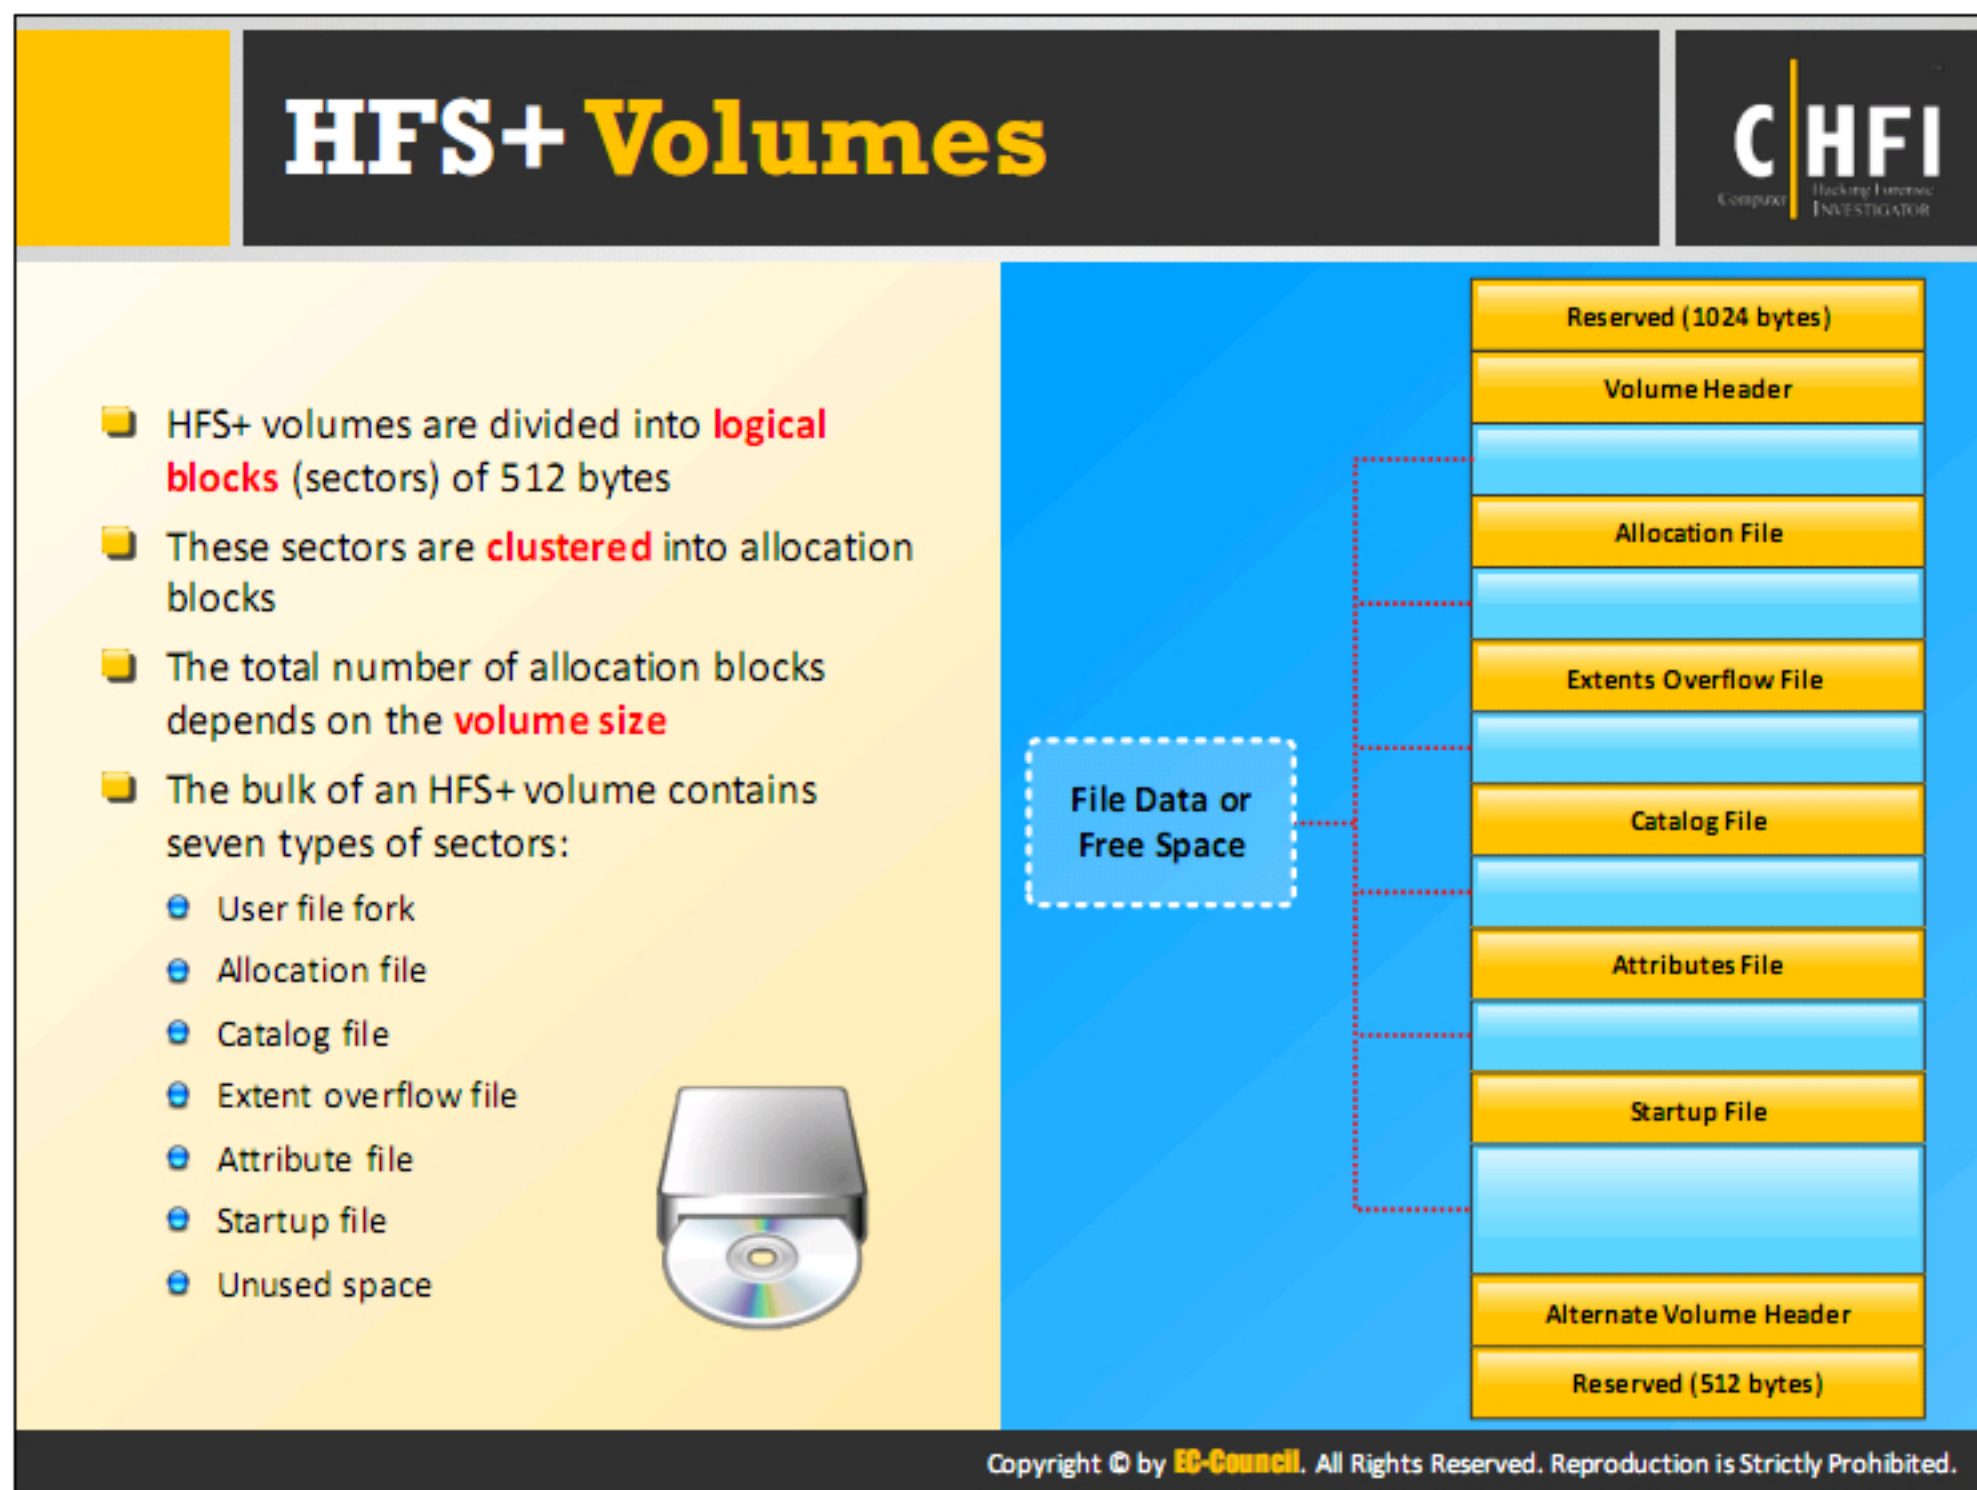 HFS+ Volumes
C HFI
Computer
Hacking Forensic
INVESTIGATOR
HFS+ volumes are divided into logical
blocks (sectors) of 512 bytes
These sectors are clustered into allocation
blocks
The total number of allocation blocks
depends on the volume size
The bulk of an HFS+ volume contains
seven types of sectors:
User file fork
Allocation file
Catalog file
Extent overflow file
Attribute file
Startup file
Unused space
File Data or
Free Space
Reserved (1024 bytes)
Volume Header
Allocation File
Extents Overflow File
Catalog File
Attributes File
Startup File
Alternate Volume Header
Reserved (512 bytes)
Copyright © by EC-Council. All Rights Reserved. Reproduction is Strictly Prohibited.